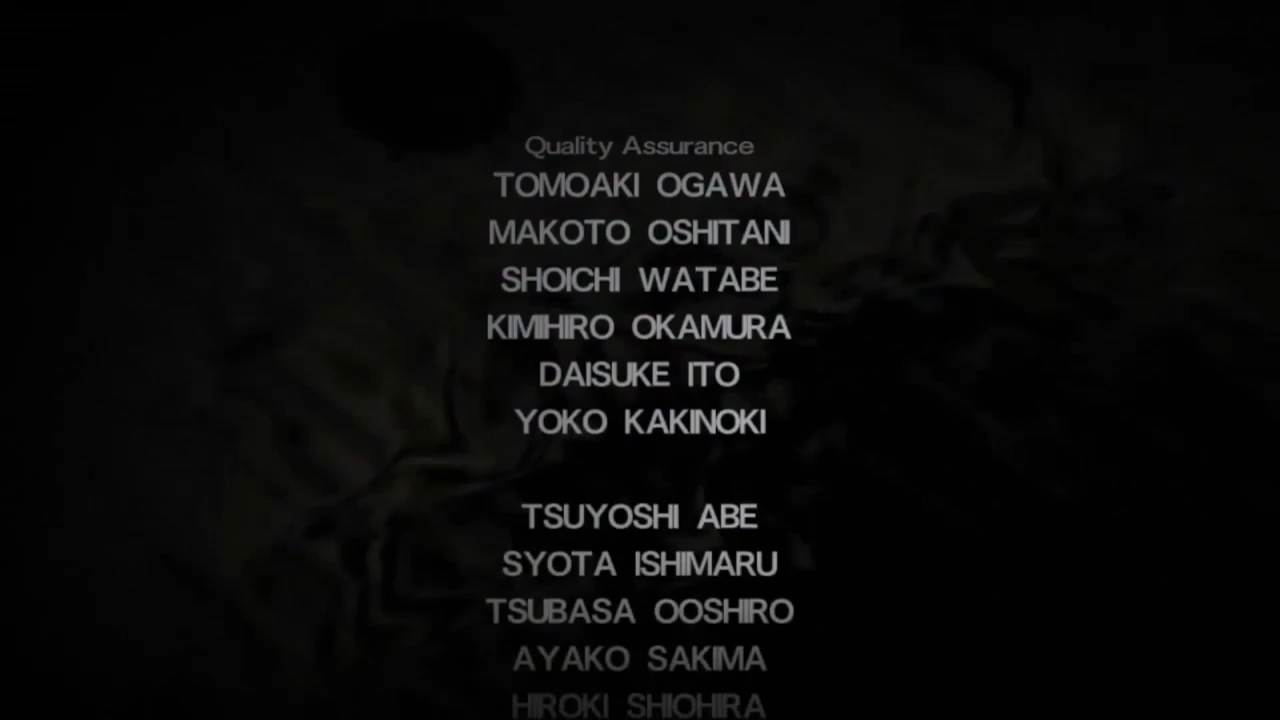 Quality Assurance
TOMOAKI OGAWA
MAKOTO OSHITANI
SHOICHI WATABE
KIMIHIRO OKAMURA
DAISUKE ITO
YOKO KAKINOKI
TSUYOSHI ABE
SYOTA ISHIMARU
TSUBASA OOSHIRO
AYAKO SAKIMA
HIROKI SHIOHIRA